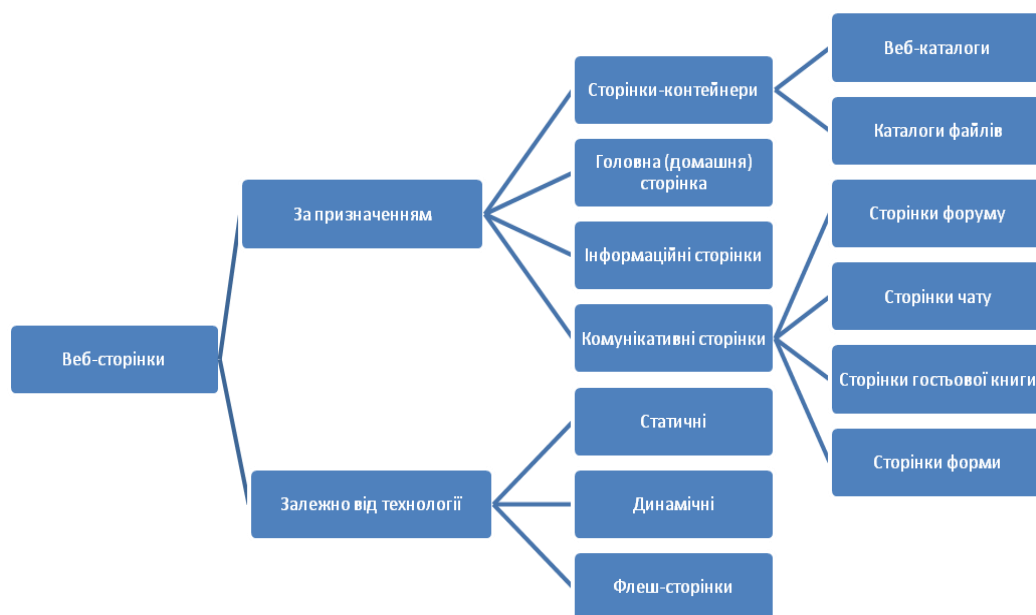 Веб-сторінки
За призначенням
Сторінки-контейнери
Веб-каталоги
Каталоги файлів
Головна (домашня)
сторінка
Інформаційні сторінки
Комунікативні сторінки
Сторінки форуму
Сторінки чату
Сторінки гостьової книги
Сторінки форми
Залежно від технології
Статичні
Динамічні
Флеш-сторінки